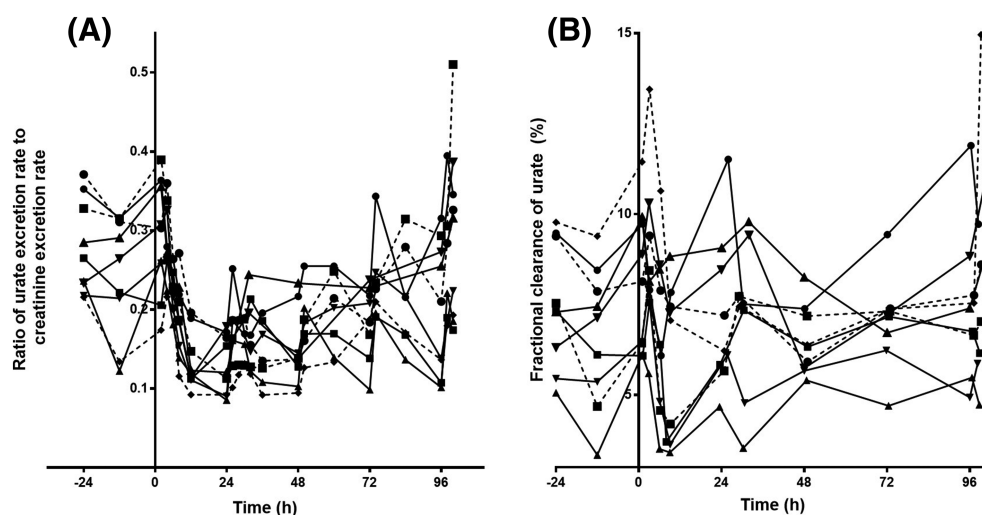 (A)
Ratio of urate excretion rate to
creatinine excretion rate
0.5
0.4
0.3
0.2
0.1
-24 0 24 48 72 96
Time (h)
(B)
Fractional clearance of urate (%)
15
10
5
-24 0 24 48 72 96
Time (h)